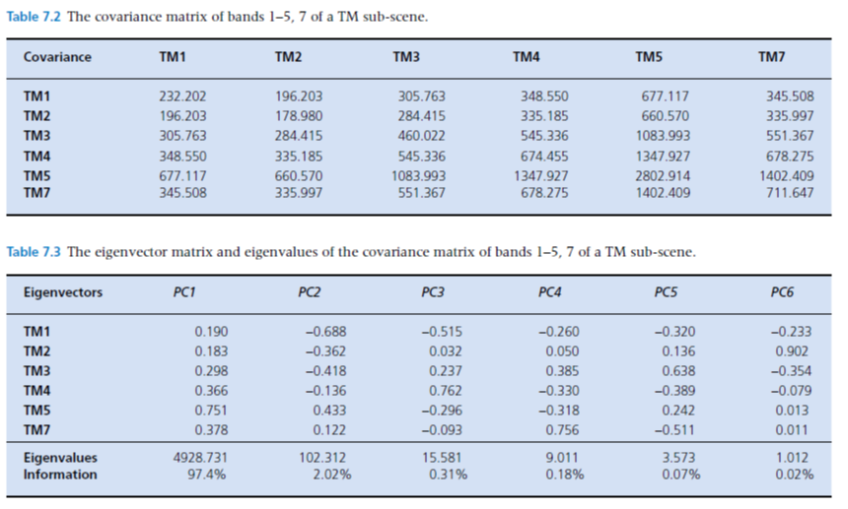 Table 7.2 The covariance matrix of bands 1–5, 7 of a TM sub-scene.
Covariance TM1 TM2 TM3 TM4 TM5 TM7
TM1 232.202 196.203 305.763 348.550 677.117 345.508
TM2 196.203 178.980 284.415 335.185 660.570 335.997
TM3 305.763 284.415 460.022 545.336 1083.993 551.367
TM4 348.550 335.185 545.336 674.455 1347.927 678.275
TM5 677.117 660.570 1083.993 1347.927 2802.914 1402.409
TM7 345.508 335.997 551.367 678.275 1402.409 711.647
Table 7.3 The eigenvector matrix and eigenvalues of the covariance matrix of bands 1–5, 7 of a TM sub-scene.
Eigenvectors PC1 PC2 PC3 PC4 PC5 PC6
TM1 0.190 −0.688 −0.515 −0.260 −0.320 −0.233
TM2 0.183 −0.362 0.032 0.050 0.136 0.902
TM3 0.298 −0.418 0.237 0.385 0.638 −0.354
TM4 0.366 −0.136 0.762 −0.330 −0.389 −0.079
TM5 0.751 0.433 −0.296 −0.318 0.242 0.013
TM7 0.378 0.122 −0.093 0.756 −0.511 0.011
Eigenvalues 4928.731 102.312 15.581 9.011 3.573 1.012
Information 97.4% 2.02% 0.31% 0.18% 0.07% 0.02%